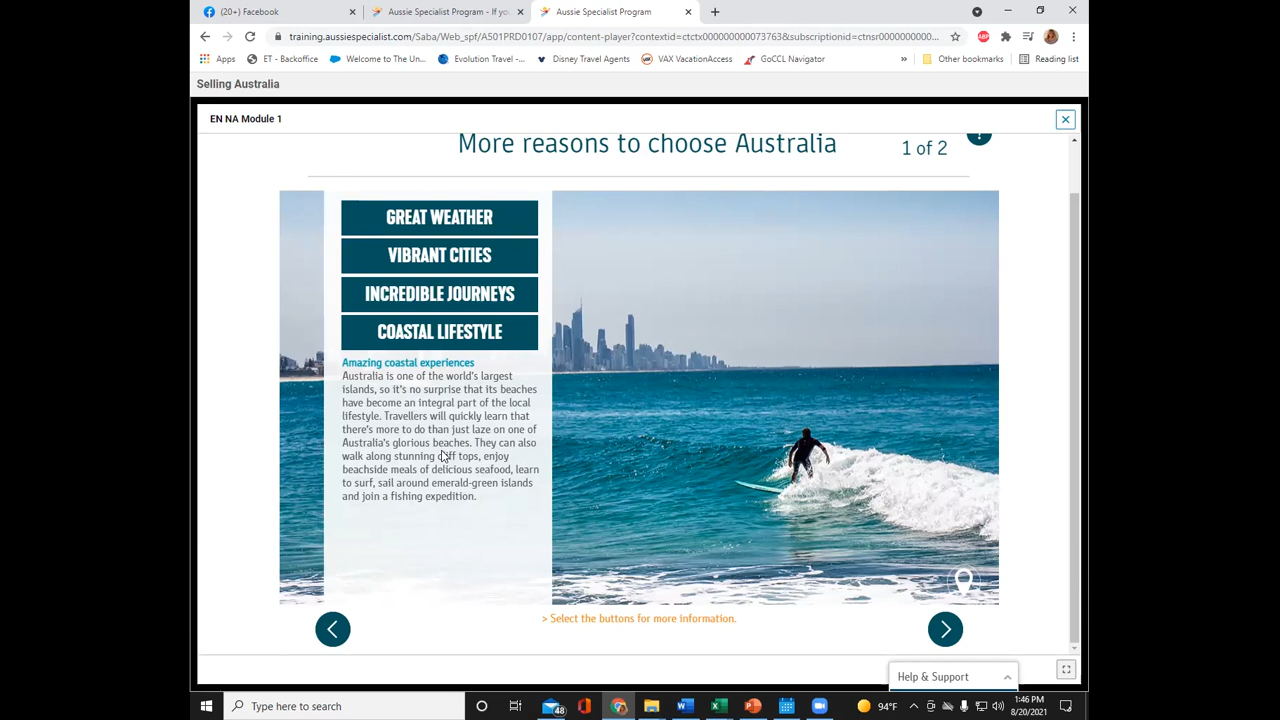 (20+) Facebook
Aussie Specialist Program - If you
Aussie Specialist Program
training.aussiespecialist.com/Saba/Web_spf/A501PRD0107/app/content-player?contextid=ctctx000000000073763&subscriptionid=ctnsr0000000000...
ABP
Apps
ET - Backoffice
Welcome to The Un...
Evolution Travel -...
Disney Travel Agents
VAX VacationAccess
GoCCL Navigator
»
Other bookmarks
Reading list
Selling Australia
EN NA Module 1
More reasons to choose Australia
1 of 2
GREAT WEATHER
VIBRANT CITIES
INCREDIBLE JOURNEYS
COASTAL LIFESTYLE
Amazing coastal experiences
Australia is one of the world's largest
islands, so it's no surprise that its beaches
have become an integral part of the local
lifestyle. Travellers will quickly learn that
there's more to do than just laze on one of
Australia's glorious beaches. They can also
walk along stunning cliff tops, enjoy
beachside meals of delicious seafood, learn
to surf, sail around emerald-green islands
and join a fishing expedition.
> Select the buttons for more information.
Help & Support
Type here to search
48
94°F
1:46 PM
8/20/2021